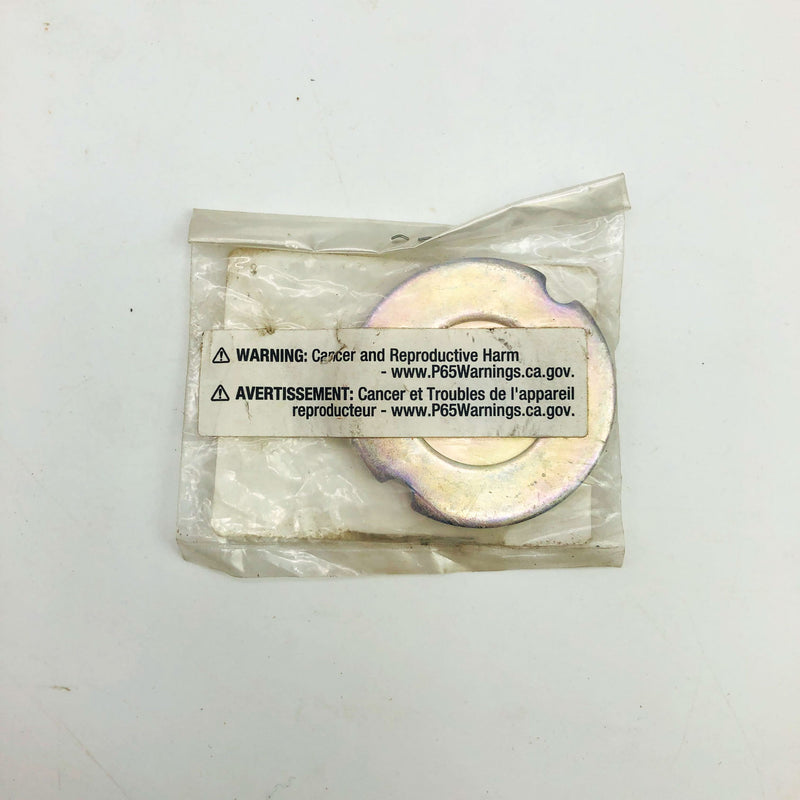 ⚠ WARNING: Cancer and Reproductive Harm
- www.P65Warnings.ca.gov.
⚠ AVERTISSEMENT: Cancer et Troubles de l'appareil
reproducteur - www.P65Warnings.ca.gov.